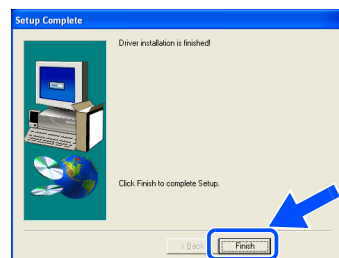 Setup Complete
Driver installation is finished!
Click Finish to complete Setup.
< Back
Finish